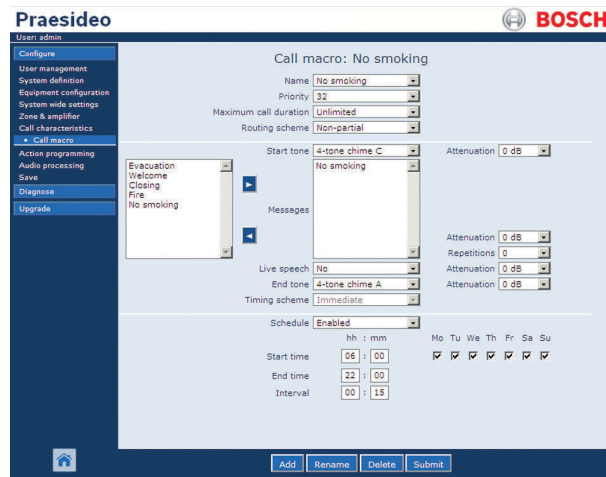 Praesideo
BOSCH
User: admin
Configure
User management
System definition
Equipment configuration
System wide settings
Zone & amplifier
Call characteristics
• Call macro
Action programming
Audio processing
Save
Diagnose
Upgrade
Call macro: No smoking
Name No smoking
Priority 32
Maximum call duration Unlimited
Routing scheme Non-partial
Start tone 4-tone chime C Attenuation 0 dB
Evacuation
Welcome
Closing
Fire
No smoking
Messages
No smoking
Attenuation 0 dB
Repetitions 0
Live speech No Attenuation 0 dB
End tone 4-tone chime A Attenuation 0 dB
Timing scheme Immediate
Schedule Enabled
hh : mm Mo Tu We Th Fr Sa Su
Start time 06 : 00
End time 22 : 00
Interval 00 : 15
Add Rename Delete Submit